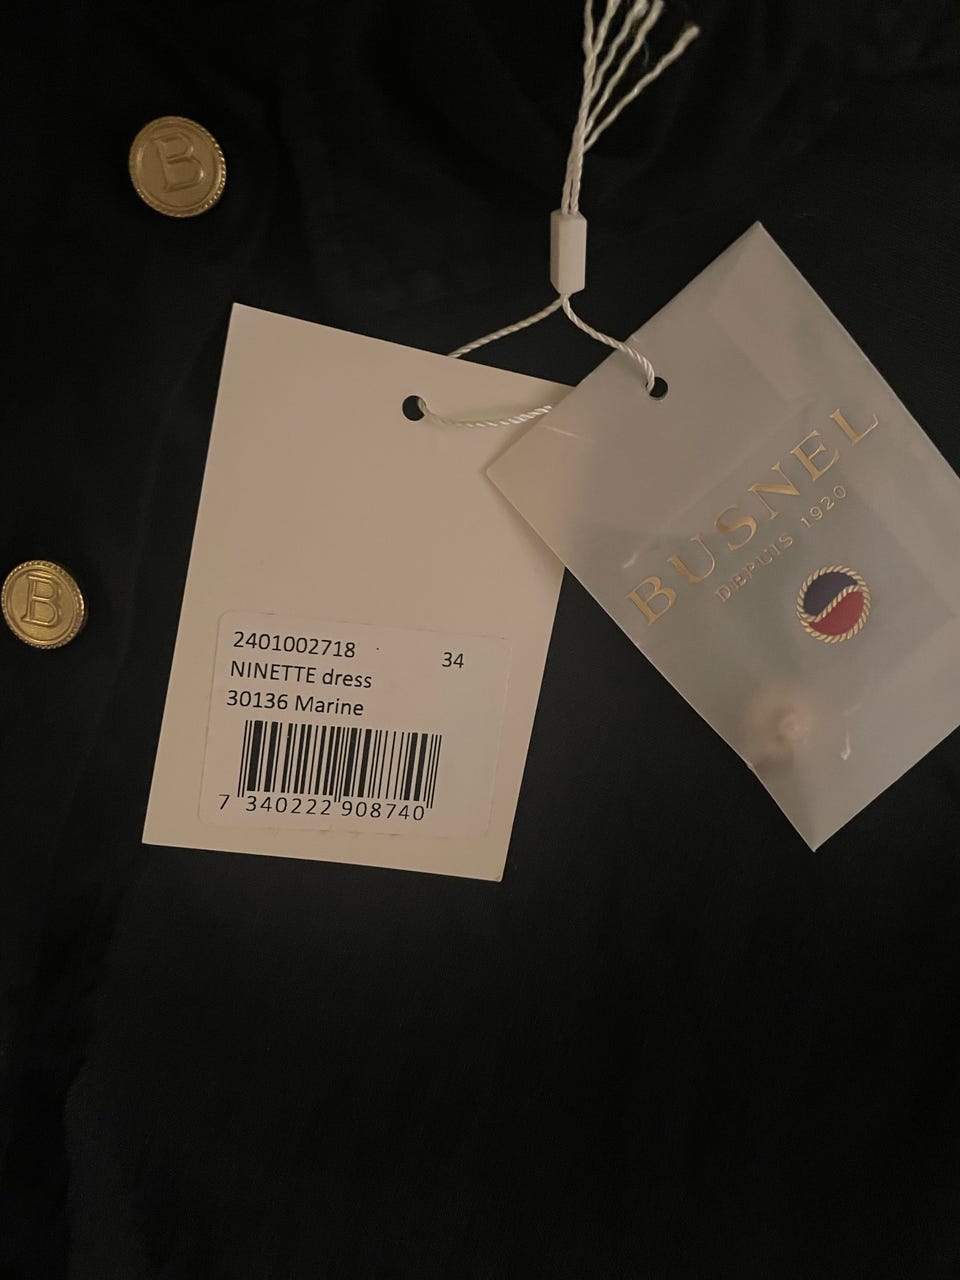 B
BUSNEL
DEPUIS 1920
B
2401002718
34
NINETTE dress
30136 Marine
7 340222 908740